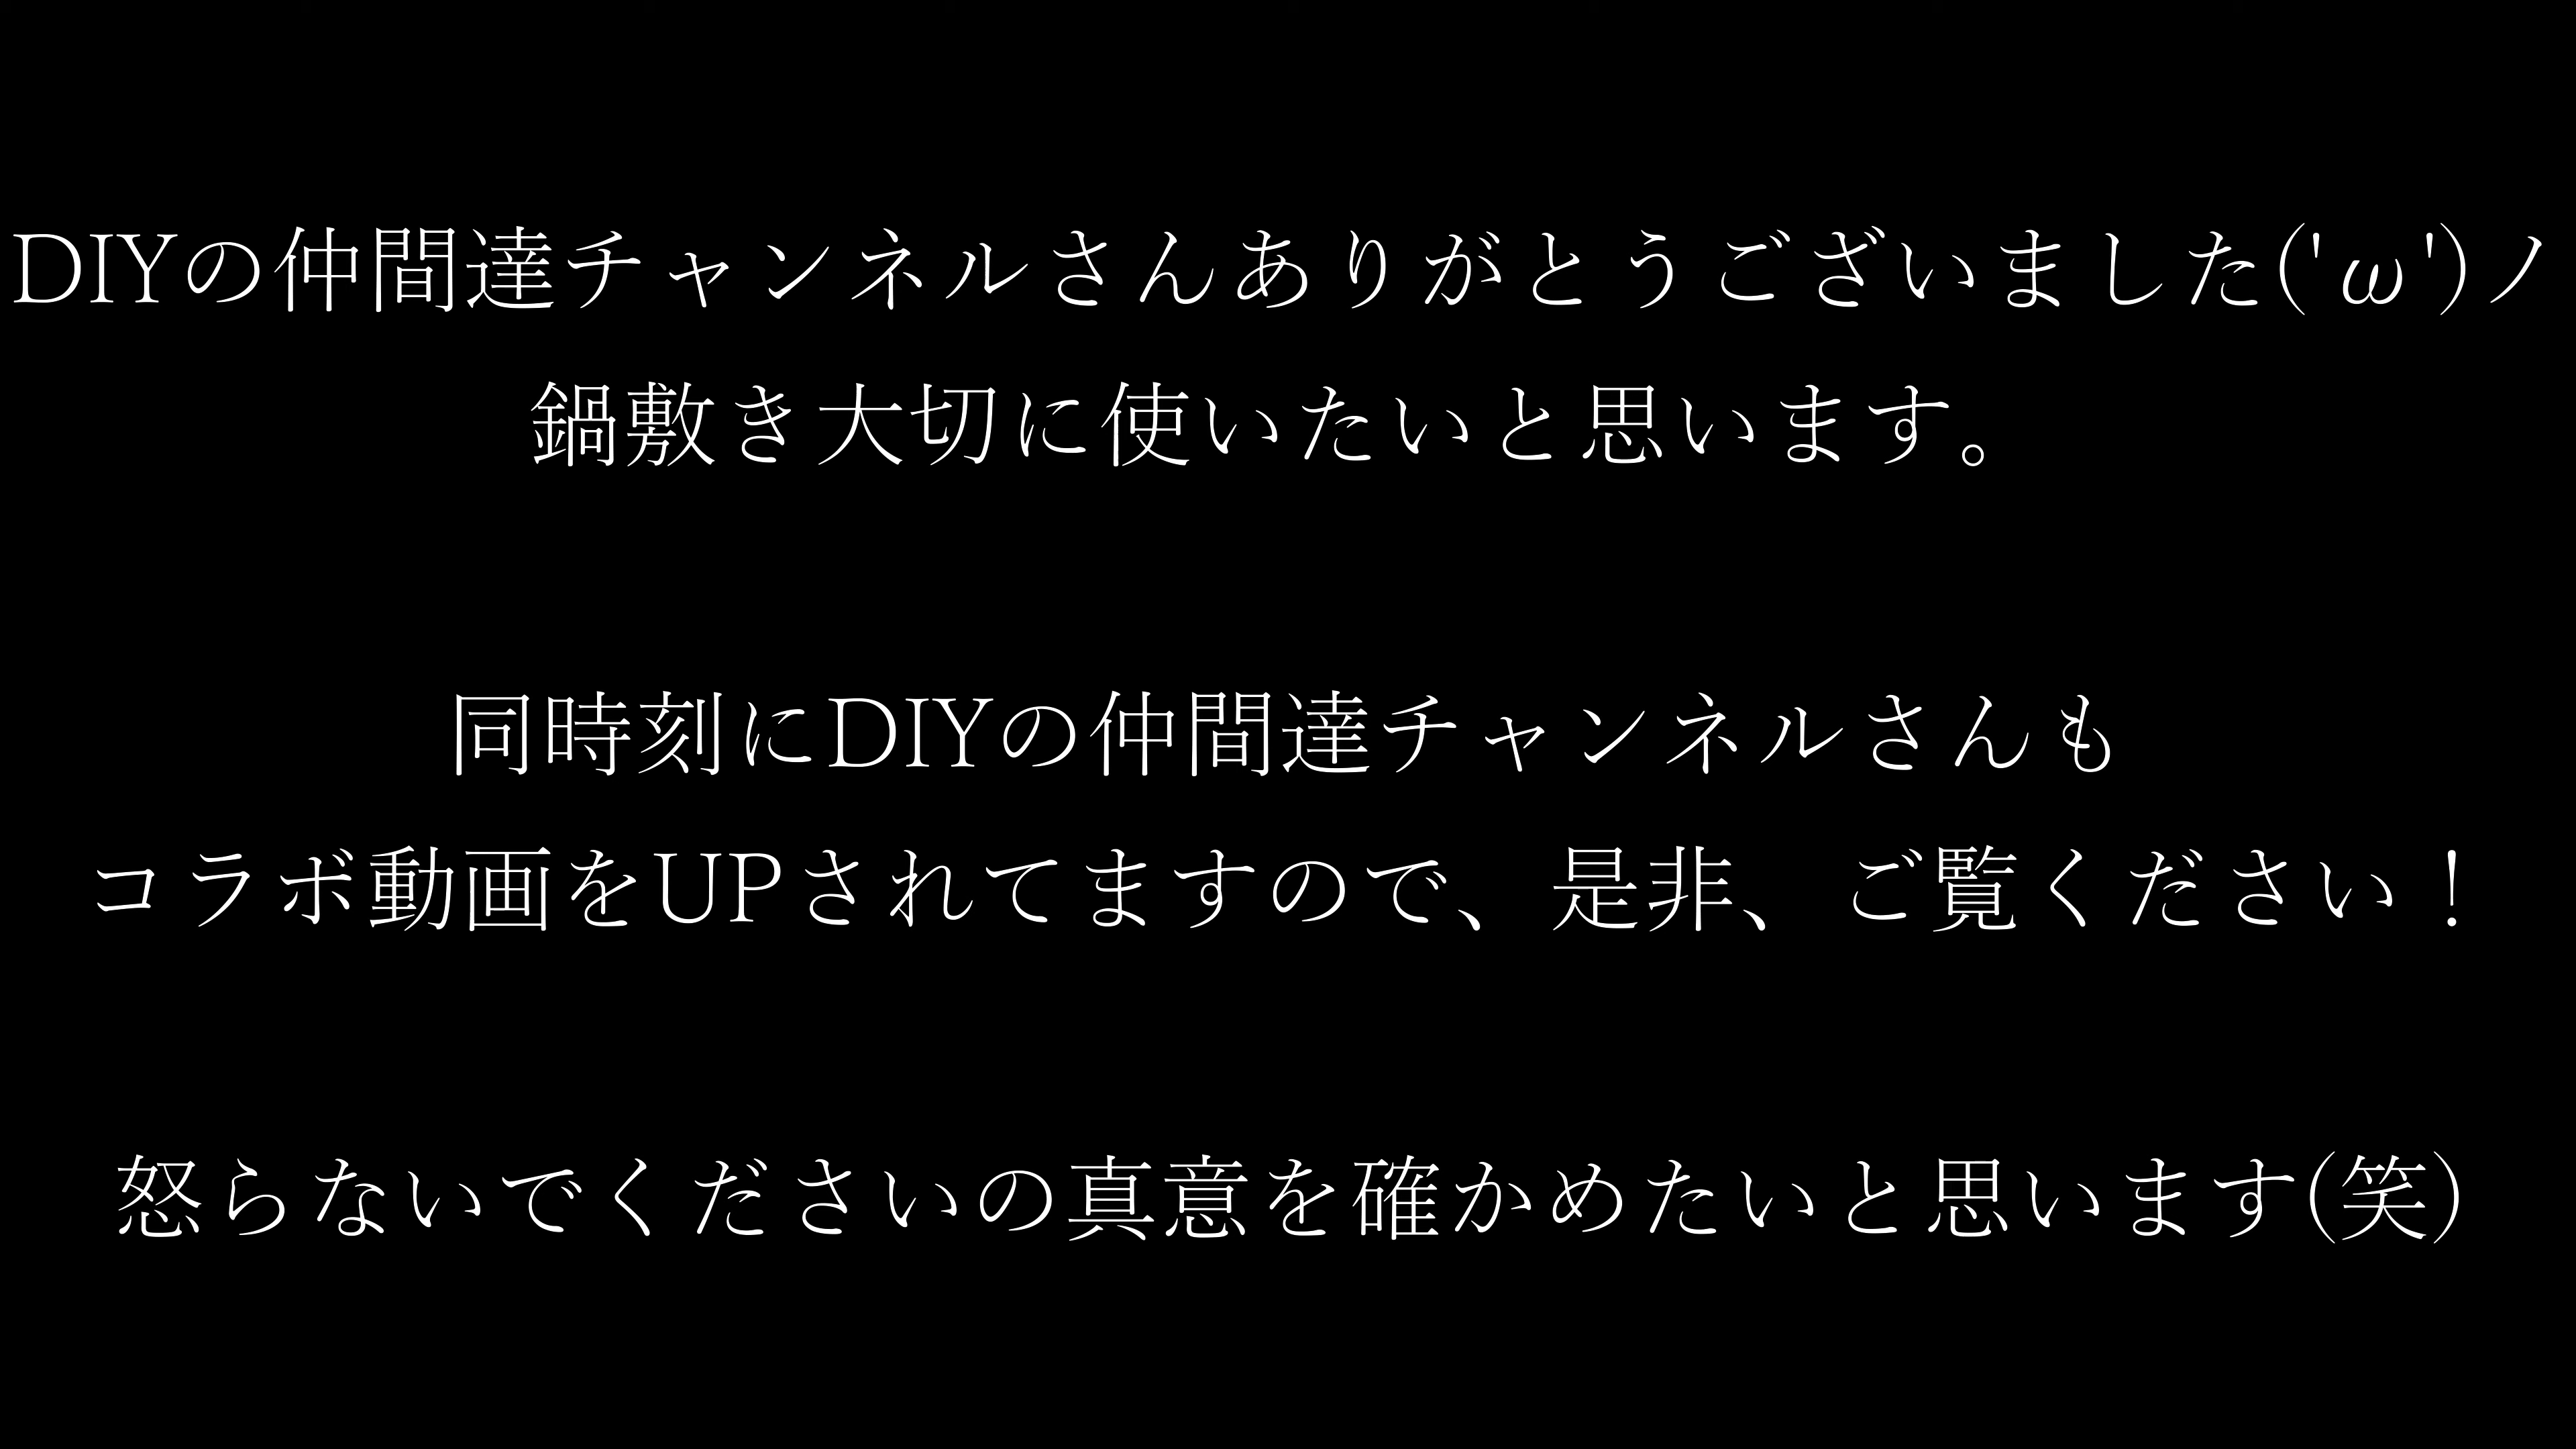 DIYの仲間達チャンネルさんありがとうございました('ω')ノ
鍋敷き大切に使いたいと思います。
同時刻にDIYの仲間達チャンネルさんも
コラボ動画をUPされてますので、是非、ご覧ください！
怒らないでくださいの真意を確かめたいと思います(笑)